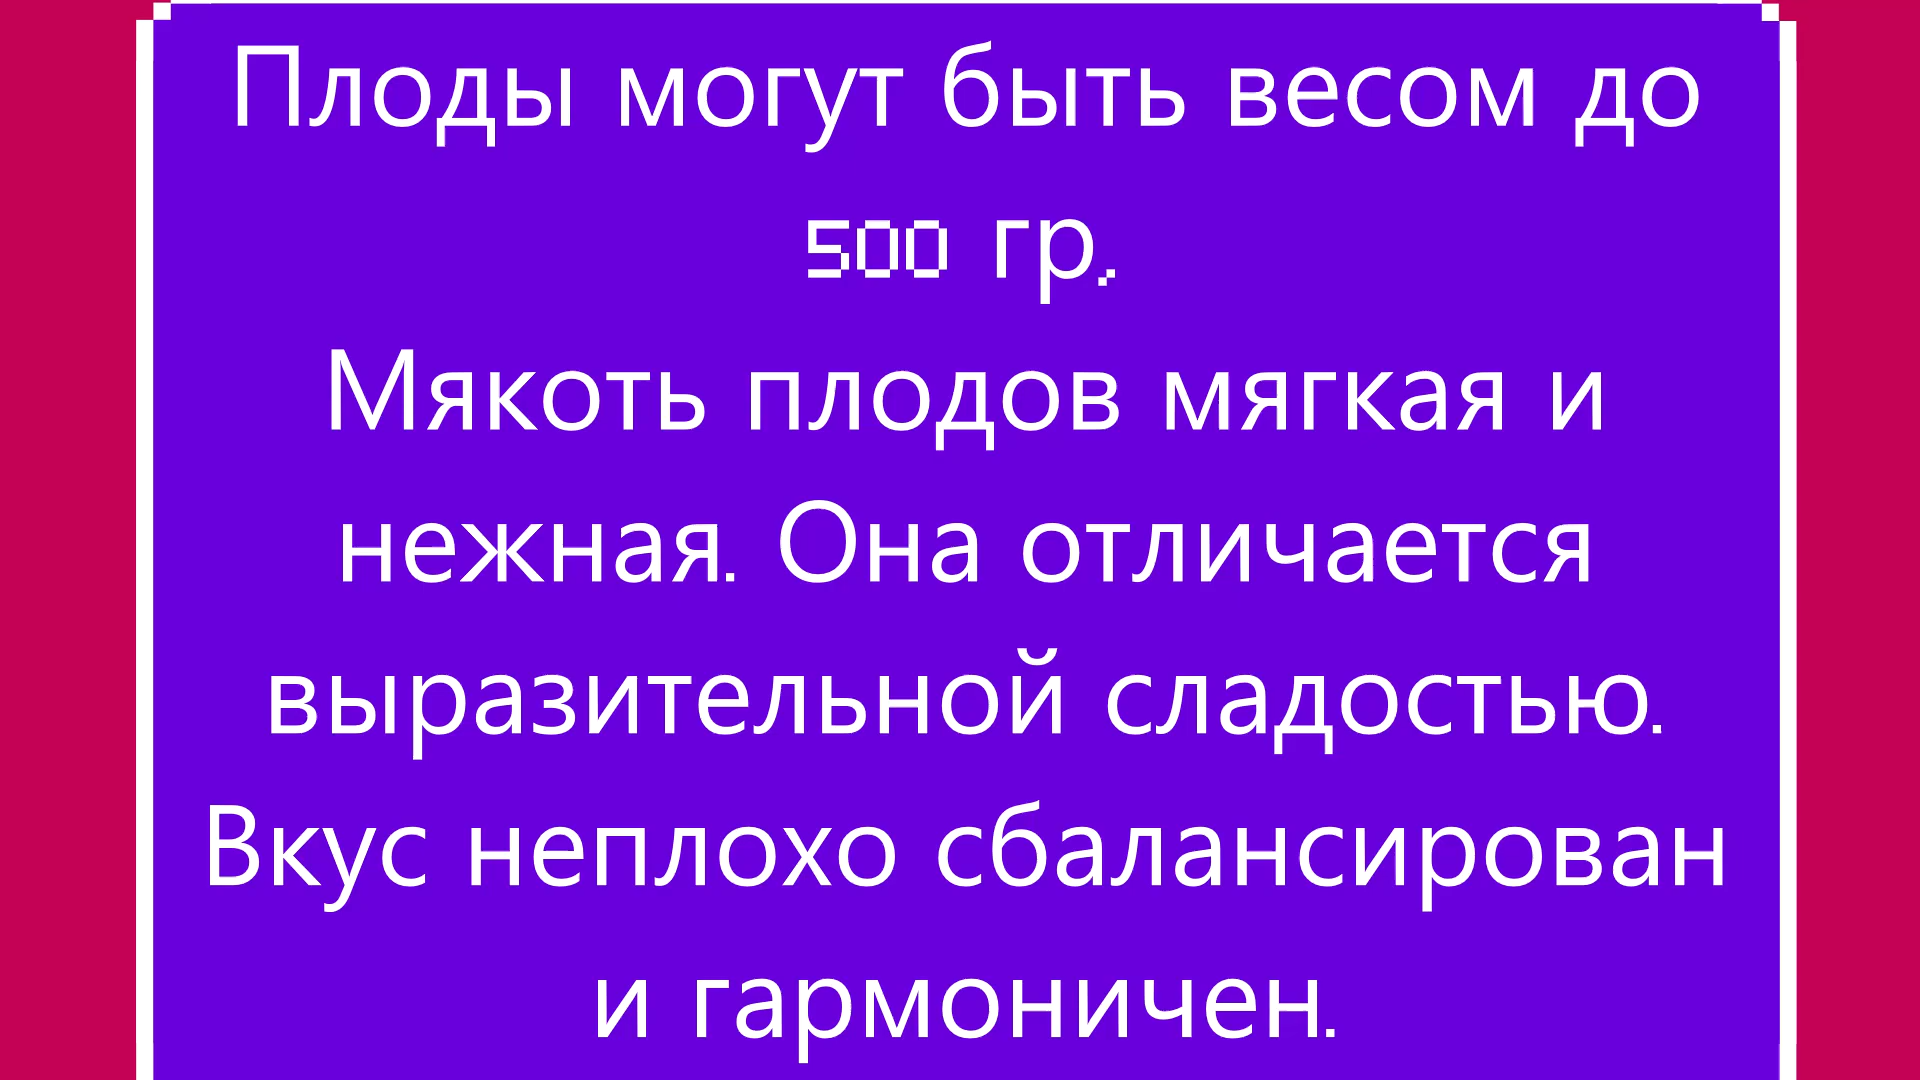 Плоды могут быть весом до
500 гр.
Мякоть плодов мягкая и
нежная. Она отличается
выразительной сладостью.
Вкус неплохо сбалансирован
и гармоничен.